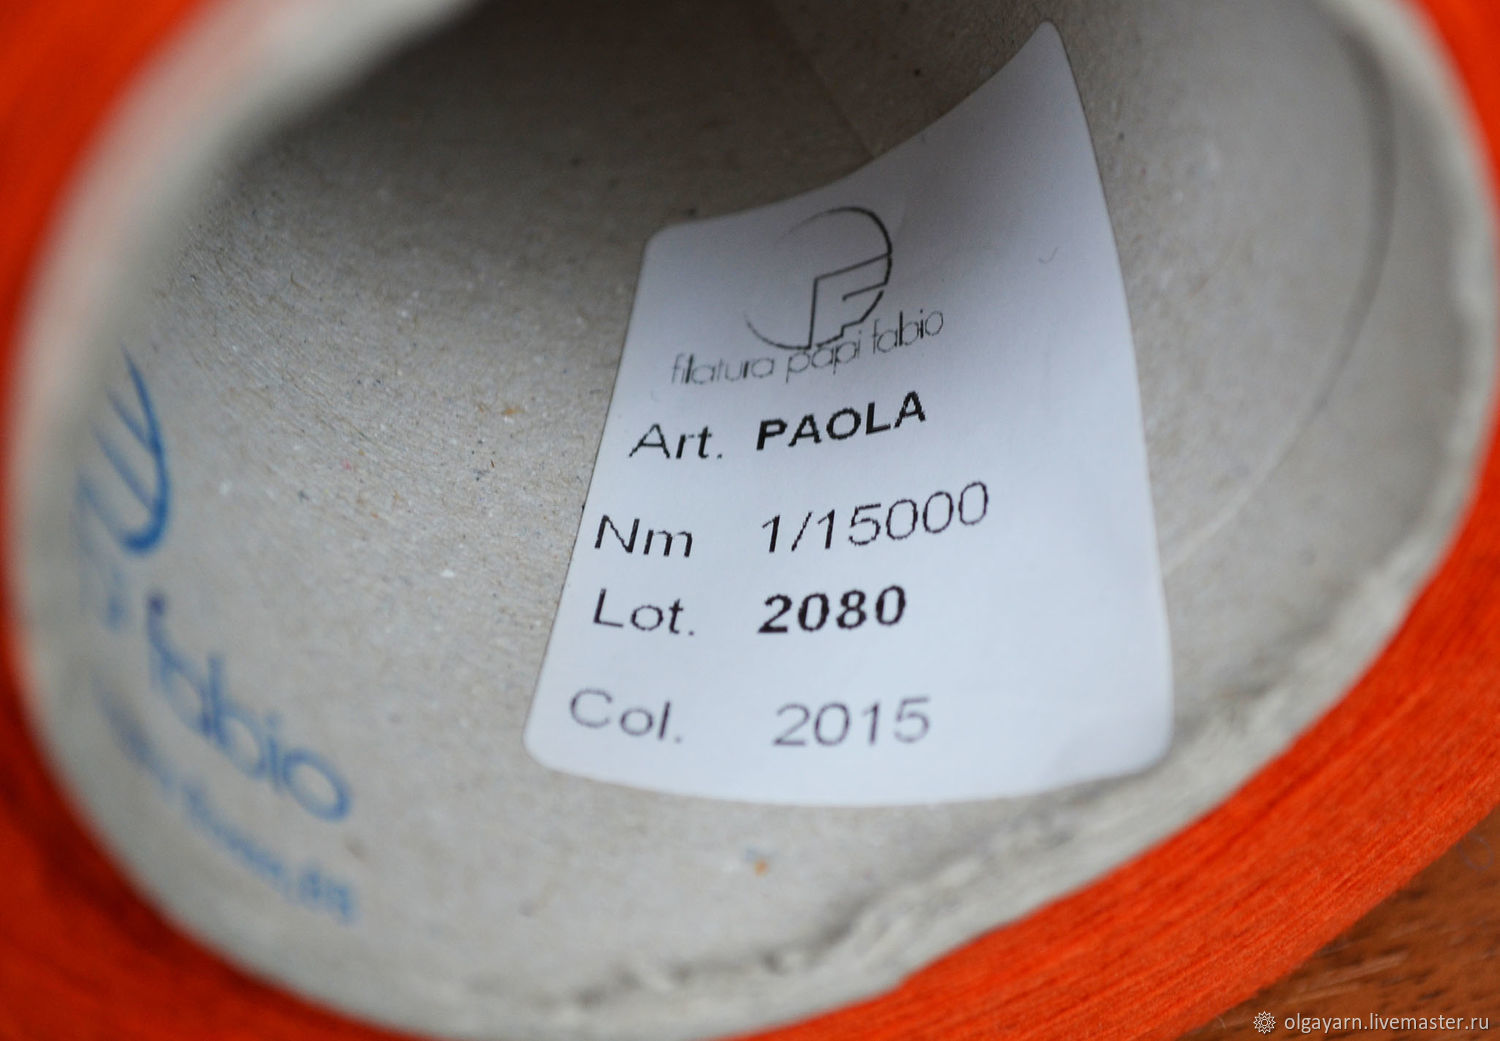 filatura papi fabio
Art. PAOLA
Nm 1/15000
Lot. 2080
Col. 2015
fabio
olgayarn.livemaster.ru